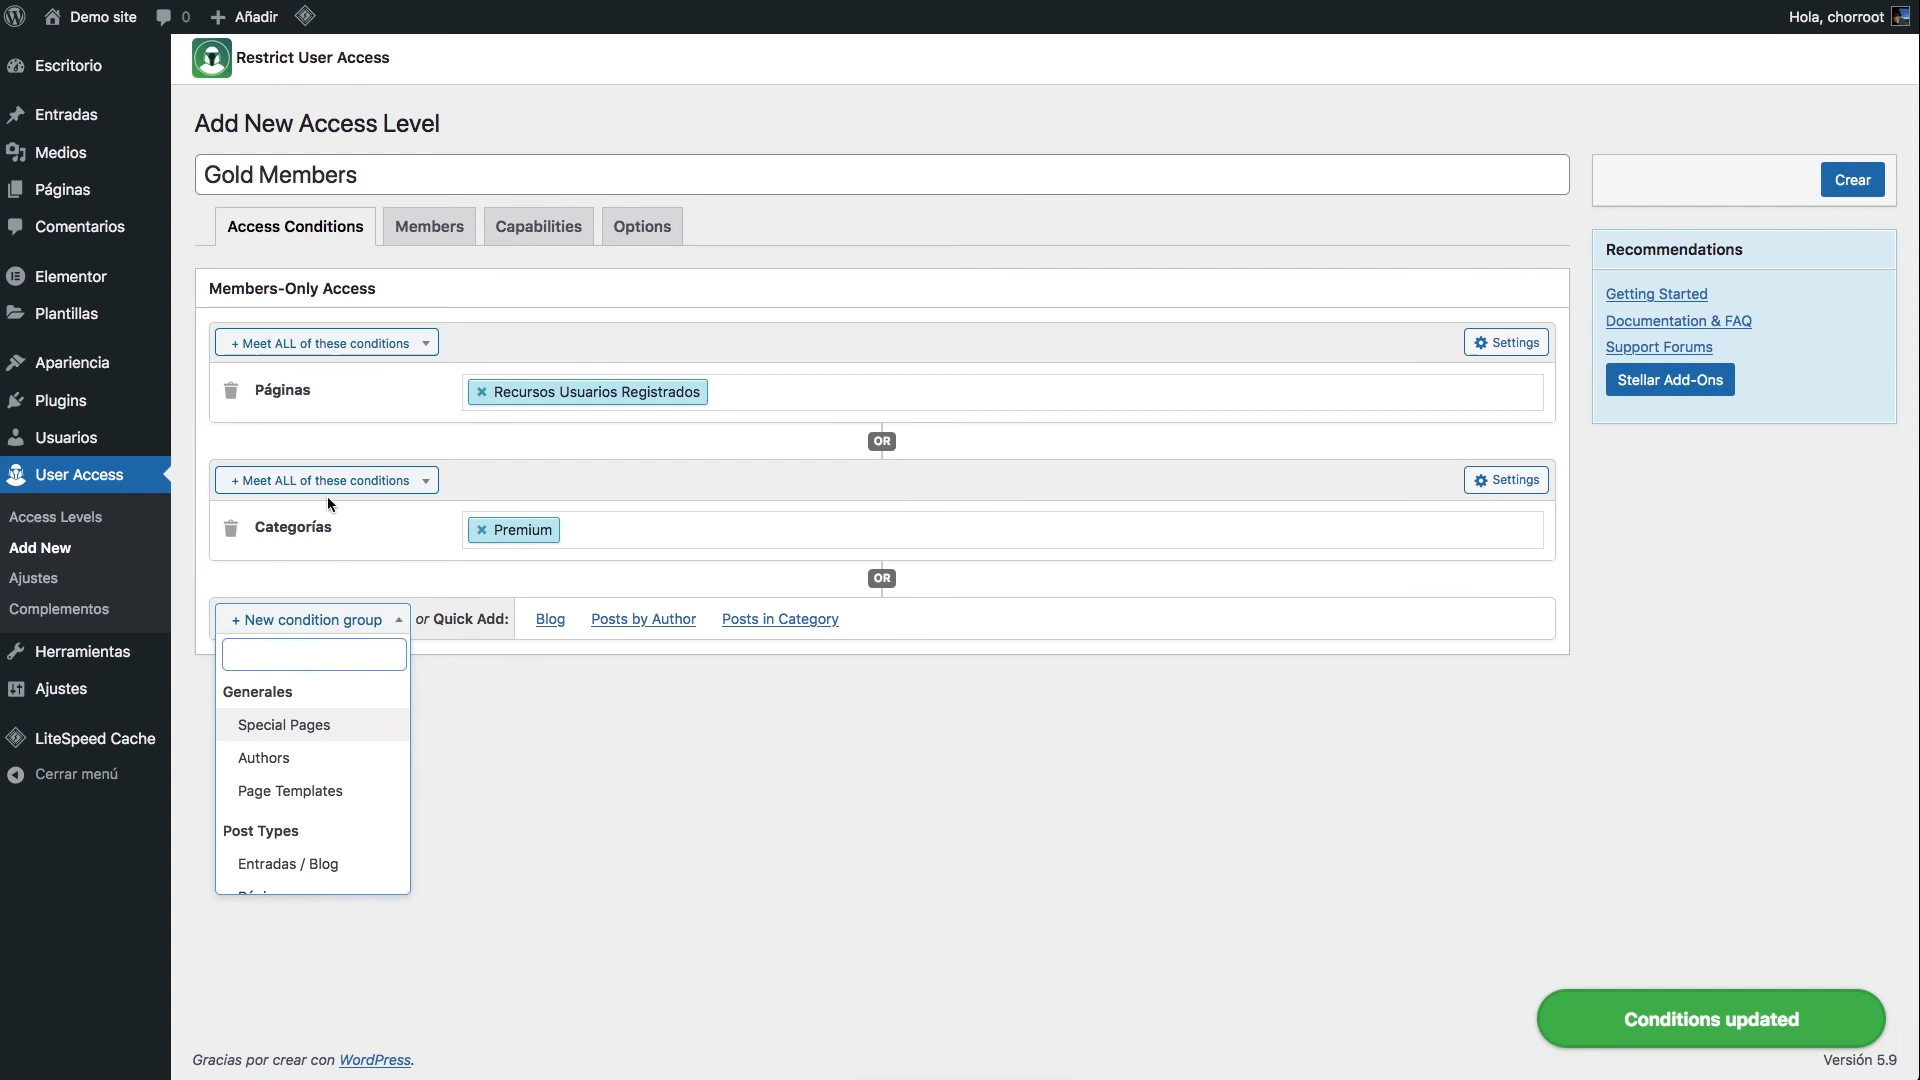 Demo site
0
Añadir
Hola, chorroot
Escritorio
Entradas
Medios
Páginas
Comentarios
Elementor
Plantillas
Apariencia
Plugins
Usuarios
User Access
Access Levels
Add New
Ajustes
Complementos
Herramientas
Ajustes
LiteSpeed Cache
Cerrar menú
Restrict User Access
Add New Access Level
Gold Members
Access Conditions
Members
Capabilities
Options
Members-Only Access
+ Meet ALL of these conditions
Settings
Páginas
× Recursos Usuarios Registrados
OR
+ Meet ALL of these conditions
Settings
Categorías
× Premium
OR
+ New condition group
or Quick Add:
Blog
Posts by Author
Posts in Category
Generales
Special Pages
Authors
Page Templates
Post Types
Entradas / Blog
Crear
Recommendations
Getting Started
Documentation & FAQ
Support Forums
Stellar Add-Ons
Conditions updated
Gracias por crear con WordPress.
Versión 5.9